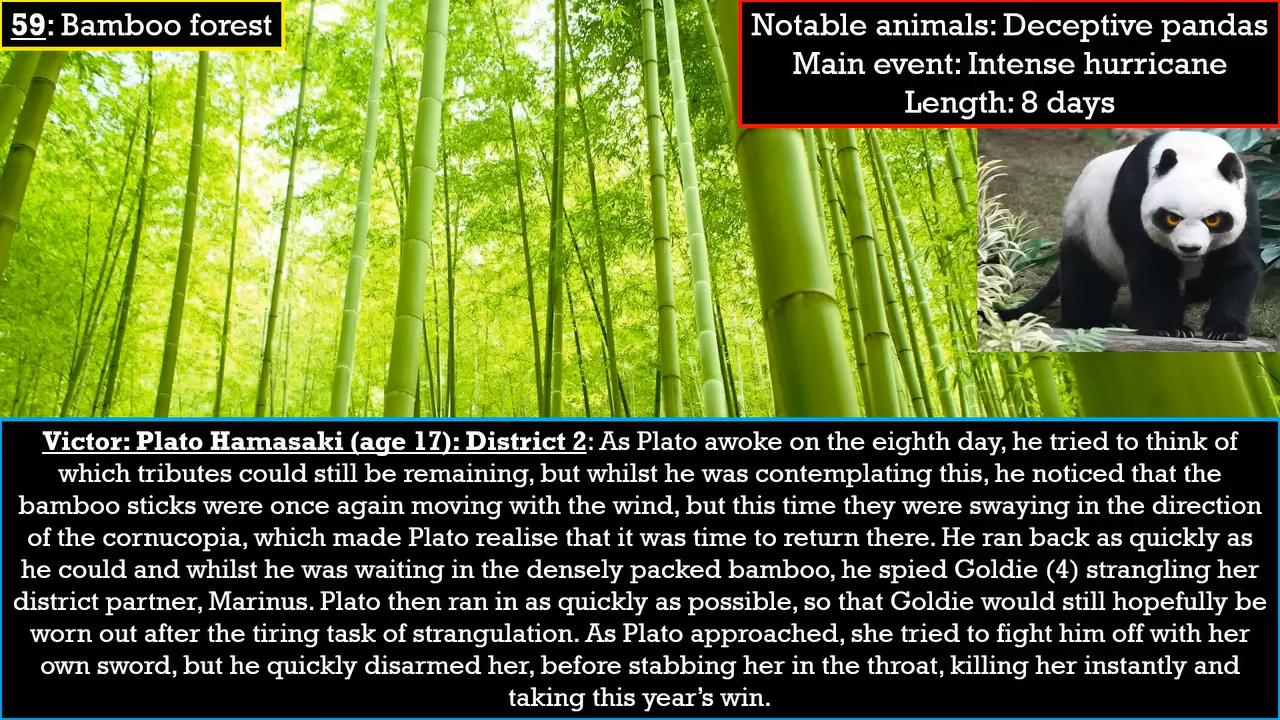 59: Bamboo forest
Notable animals: Deceptive pandas
Main event: Intense hurricane
Length: 8 days
Victor: Plato Hamasaki (age 17): District 2: As Plato awoke on the eighth day, he tried to think of
which tributes could still be remaining, but whilst he was contemplating this, he noticed that the
bamboo sticks were once again moving with the wind, but this time they were swaying in the direction
of the cornucopia, which made Plato realise that it was time to return there. He ran back as quickly as
he could and whilst he was waiting in the densely packed bamboo, he spied Goldie (4) strangling her
district partner, Marinus. Plato then ran in as quickly as possible, so that Goldie would still hopefully be
worn out after the tiring task of strangulation. As Plato approached, she tried to fight him off with her
own sword, but he quickly disarmed her, before stabbing her in the throat, killing her instantly and
taking this year's win.